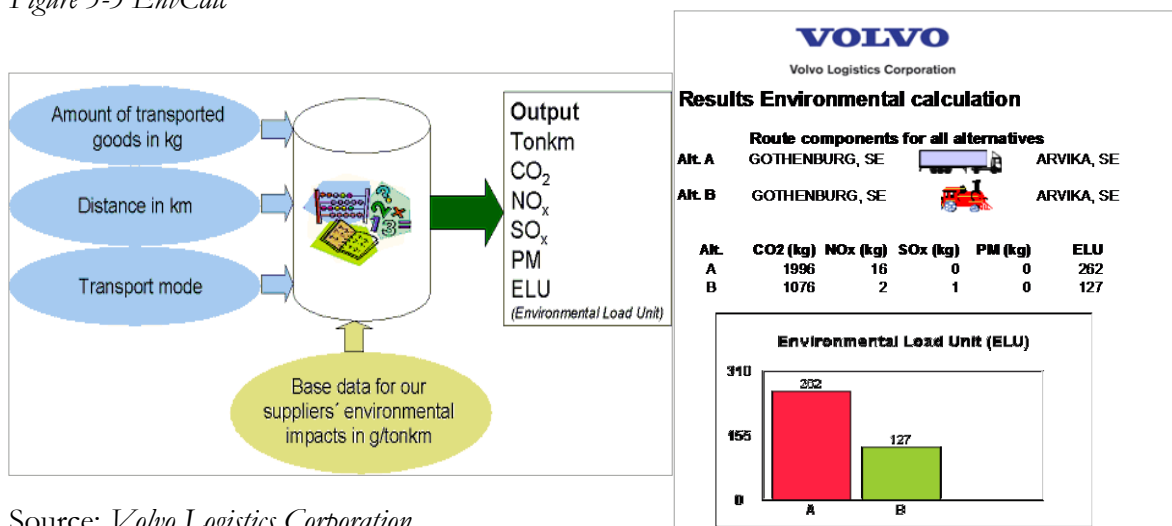 Figure 5-5 EnvCalc
Amount of transported
goods in kg
Distance in km
Transport mode
Base data for our
suppliers´ environmental
impacts in g/tonkm
Output
Tonkm
CO2
NOx
SOx
PM
ELU
(Environmental Load Unit)
VOLVO
Volvo Logistics Corporation
Results Environmental calculation
Route components for all alternatives
Alt. A GOTHENBURG, SE ARVIKA, SE
Alt. B GOTHENBURG, SE ARVIKA, SE
Alt. CO2 (kg) NOx (kg) SOx (kg) PM (kg) ELU
A 1996 16 0 0 262
B 1076 2 1 0 127
Environmental Load Unit (ELU)
310
262
155
127
0
A B
Source: Volvo Logistics Corporation